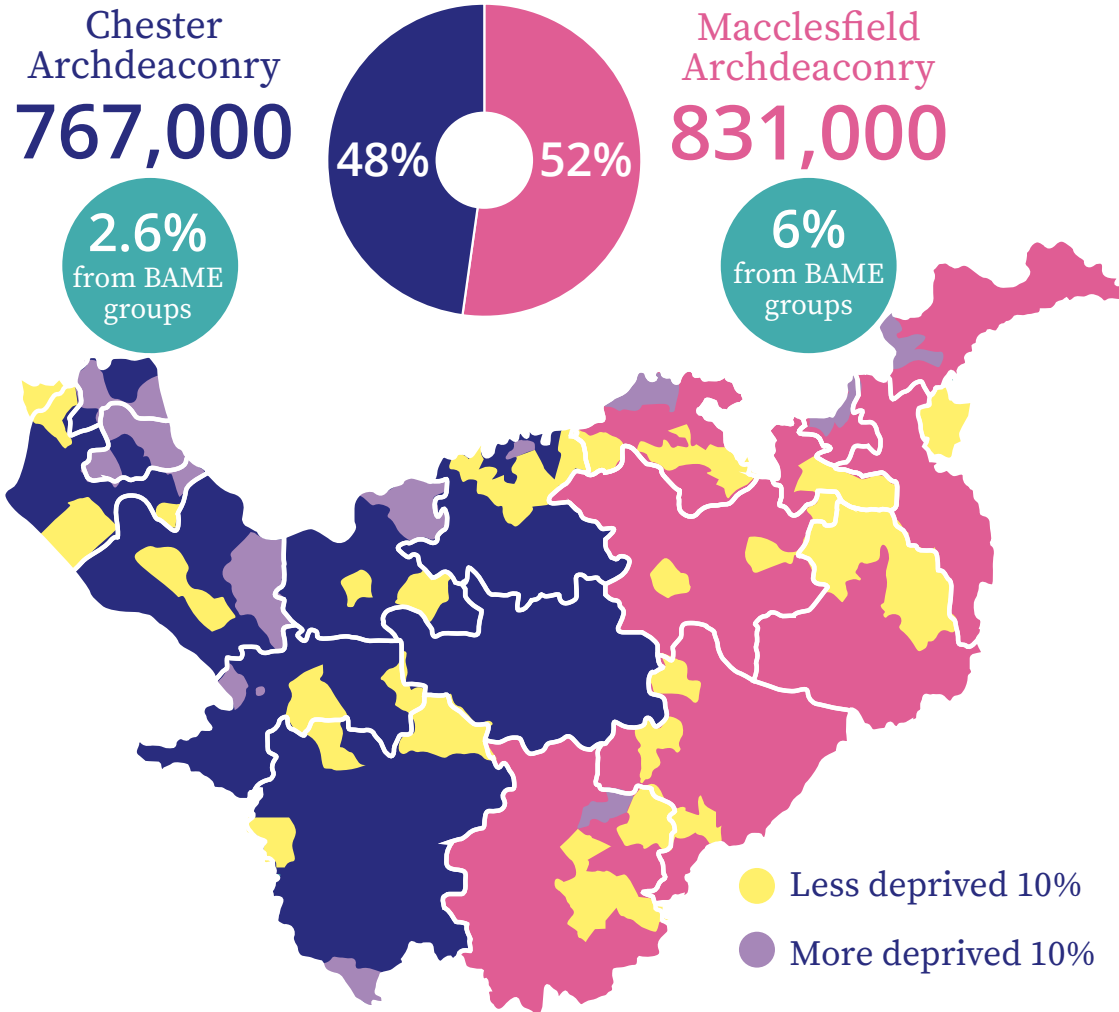 Chester
Archdeaconry
767,000
48%
52%
Macclesfield
Archdeaconry
831,000
2.6%
from BAME
groups
6%
from BAME
groups
Less deprived 10%
More deprived 10%